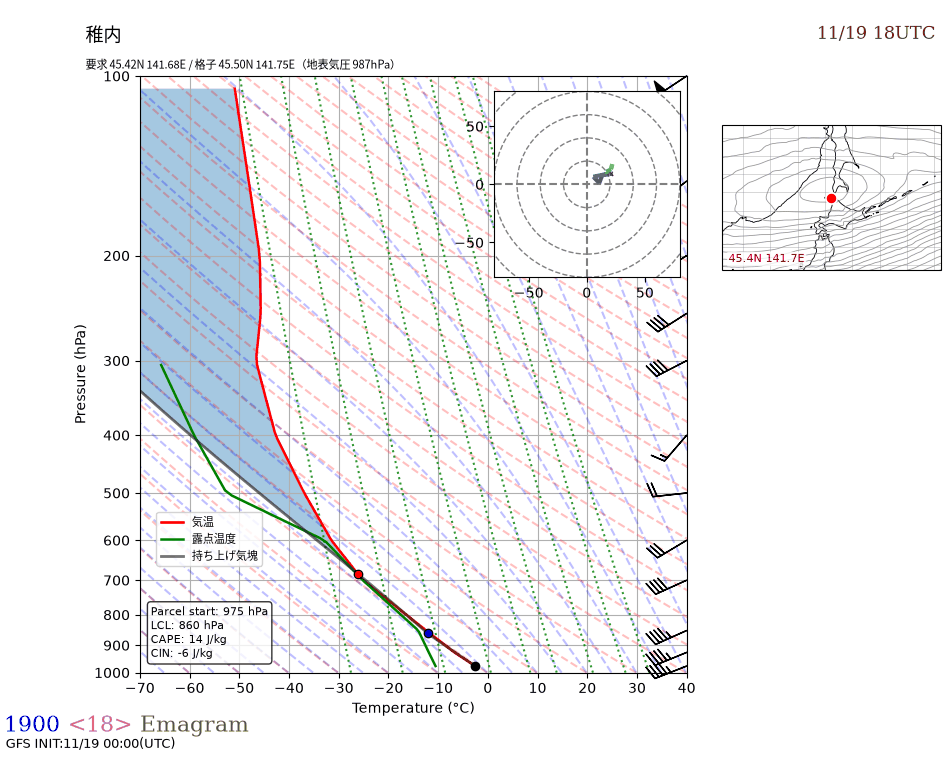 稚内
11/19 18UTC
要求 45.42N 141.68E / 格子 45.50N 141.75E（地表気圧 987hPa）
100
200
300
400
500
600
700
800
900
1000
Pressure (hPa)
50
0
−50
−50 0 50
45.4N 141.7E
気温
露点温度
持ち上げ気塊
Parcel start: 975 hPa
LCL: 860 hPa
CAPE: 14 J/kg
CIN: -6 J/kg
−70 −60 −50 −40 −30 −20 −10 0 10 20 30 40
Temperature (°C)
1900 <18> Emagram
GFS INIT:11/19 00:00(UTC)